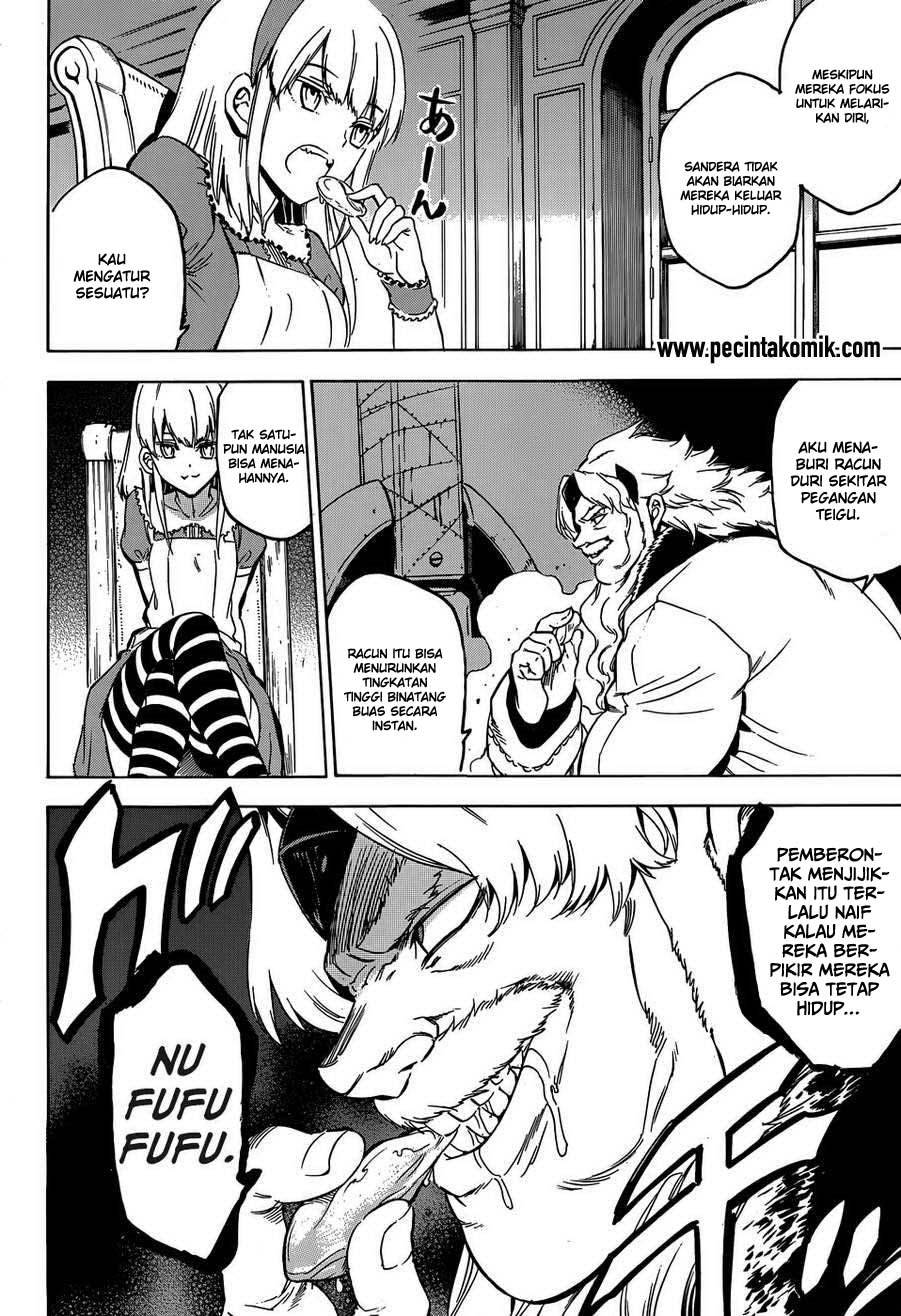 MESKIPUN
MEREKA FOKUS
UNTUK MELARI-
KAN DIRI,
SANDERA TIDAK
AKAN BIARKAN
MEREKA KELUAR
HIDUP-HIDUP.
あーん
KAU
MENGATUR
SESUATU?
www.pecintakomik.com
AKU MENA-
BURI RACUN
DURI SEKITAR
PEGANGAN
TEIGU.
RACUN ITU BISA
MENURUNKAN
TINGKATAN
TINGGI BINATANG
BUAS SECARA
INSTAN.
TAK SATU-
PUN MANUSIA
BISA MENA-
HANNYA.
PEMBERON-
TAK MENJIJIK-
KAN ITU TER-
LALU NAIF
KALAU ME-
REKA BER-
PIKIR MEREKA
BISA TETAP
HIDUP...
NU
FUFU
FUFU.